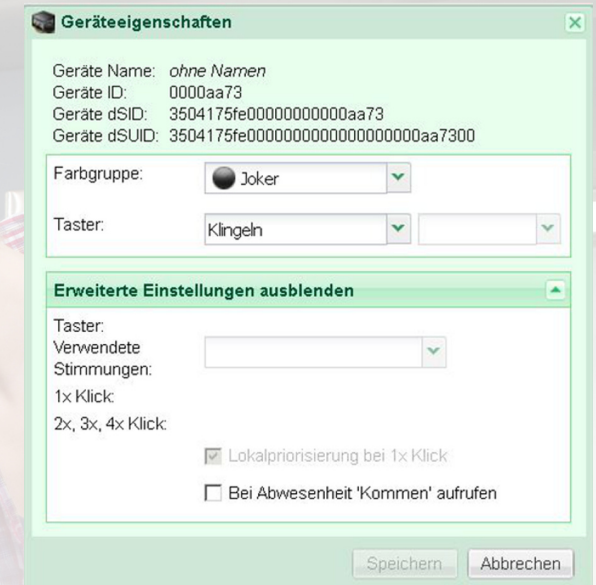 Geräteeigenschaften
Geräte Name: ohne Namen
Geräte ID: 0000aa73
Geräte dSID: 3504175fe00000000000aa73
Geräte dSUID: 3504175fe0000000000000000000aa7300
Farbgruppe: Joker
Taster: Klingeln
Erweiterte Einstellungen ausblenden
Taster:
Verwendete
Stimmungen:
1x Klick:
2x, 3x, 4x Klick:
Lokalpriorisierung bei 1x Klick
Bei Abwesenheit 'Kommen' aufrufen
Speichern Abbrechen